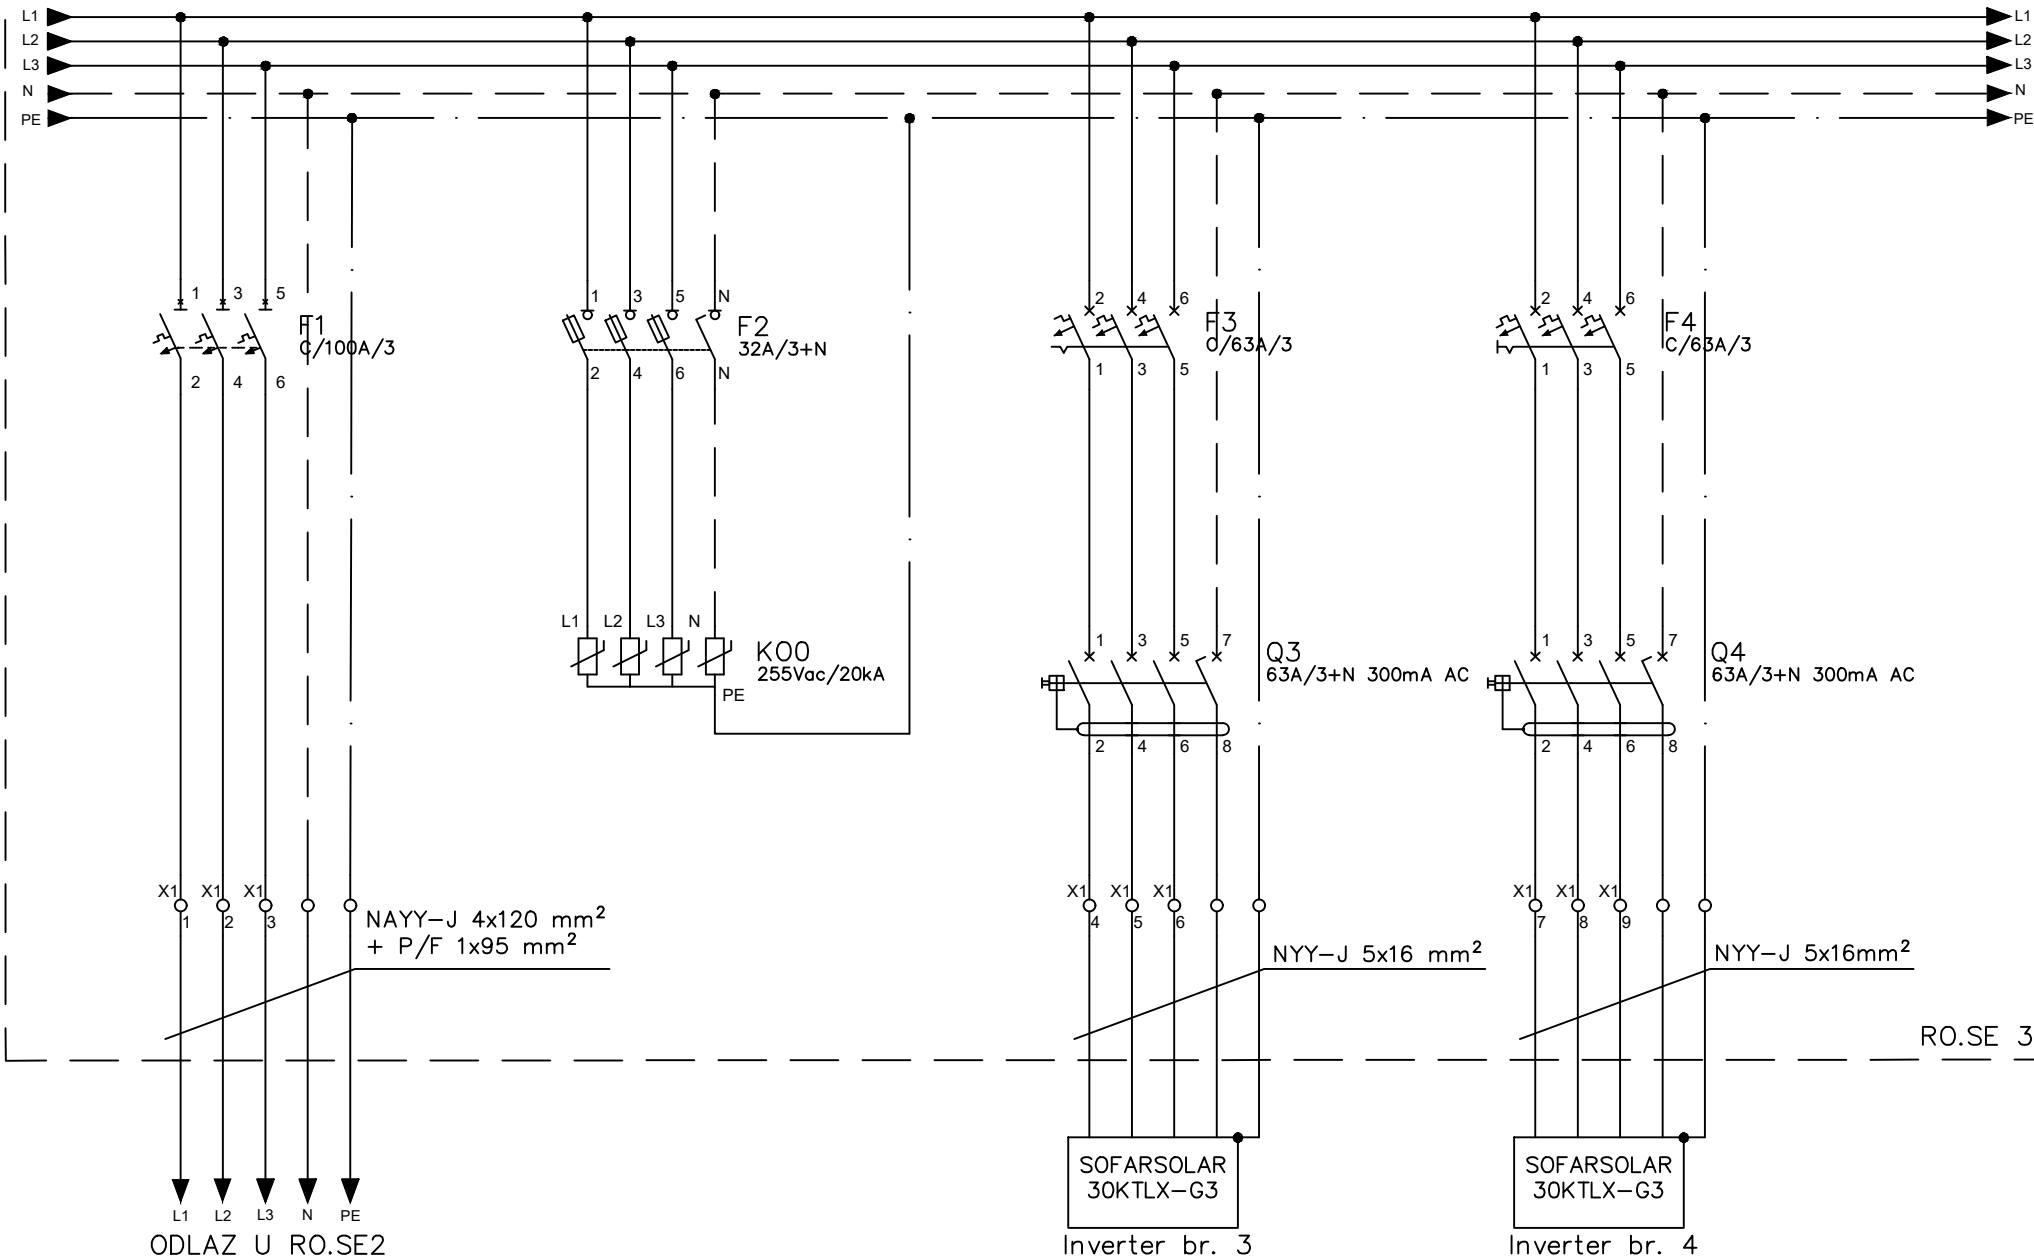 L1 L1
L2 L2
L3 L3
N N
PE PE
1 3 5
F1
C/100A/3
2 4 6
1 3 5 N
F2
32A/3+N
2 4 6 N
2 4 6
F3
C/63A/3
1 3 5
2 4 6
F4
C/63A/3
1 3 5
L1 L2 L3 N
KOO
255Vac/20kA
PE
1 3 5 7
Q3
63A/3+N 300mA AC
2 4 6 8
1 3 5 7
Q4
63A/3+N 300mA AC
2 4 6 8
X1 X1 X1
1 2 3
NAYY-J 4x120 mm²
+ P/F 1x95 mm²
X1 X1 X1
4 5 6
NYY-J 5x16 mm²
X1 X1 X1
7 8 9
NYY-J 5x16mm²
RO.SE 3
L1 L2 L3 N PE
ODLAZ U RO.SE2
SOFARSOLAR
30KTLX-G3
Inverter br. 3
SOFARSOLAR
30KTLX-G3
Inverter br. 4